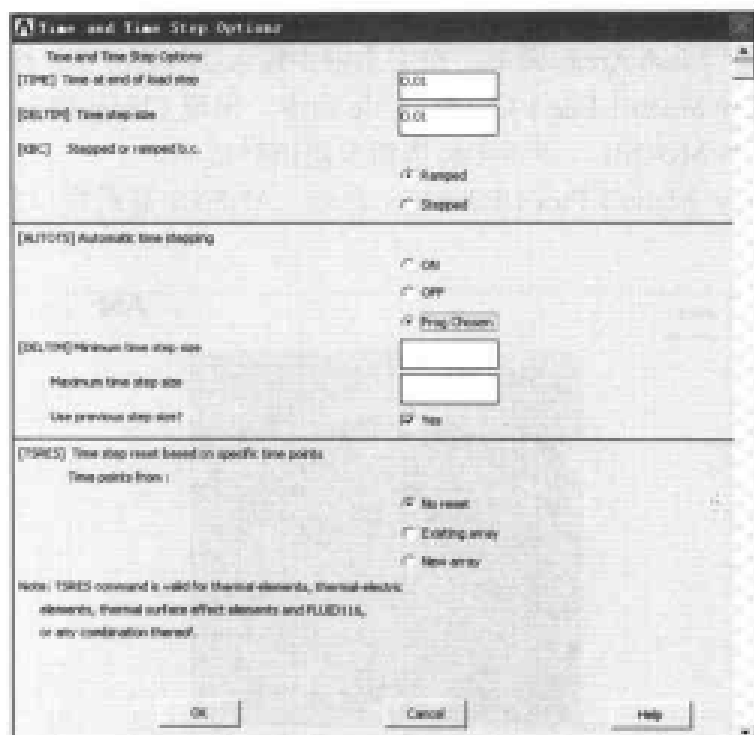 Time and Time Step Options
Time and Time Step Options
[TIME] Time at end of load step 0.01
[DELTIM] Time step size 0.01
[KBC] Stepped or ramped b.c.
Ramped
Stepped
[AUTOTS] Automatic time stepping
ON
OFF
Prog Chosen
[DELTIM] Minimum time step size
Maximum time step size
Use previous step size? Yes
[TSRES] Time step reset based on specific time points
Time points from :
No reset
Existing array
New array
Note: TSRES command is valid for thermal elements, thermal-electric
elements, thermal surface effect elements and FLUID116,
or any combination thereof.
OK Cancel Help